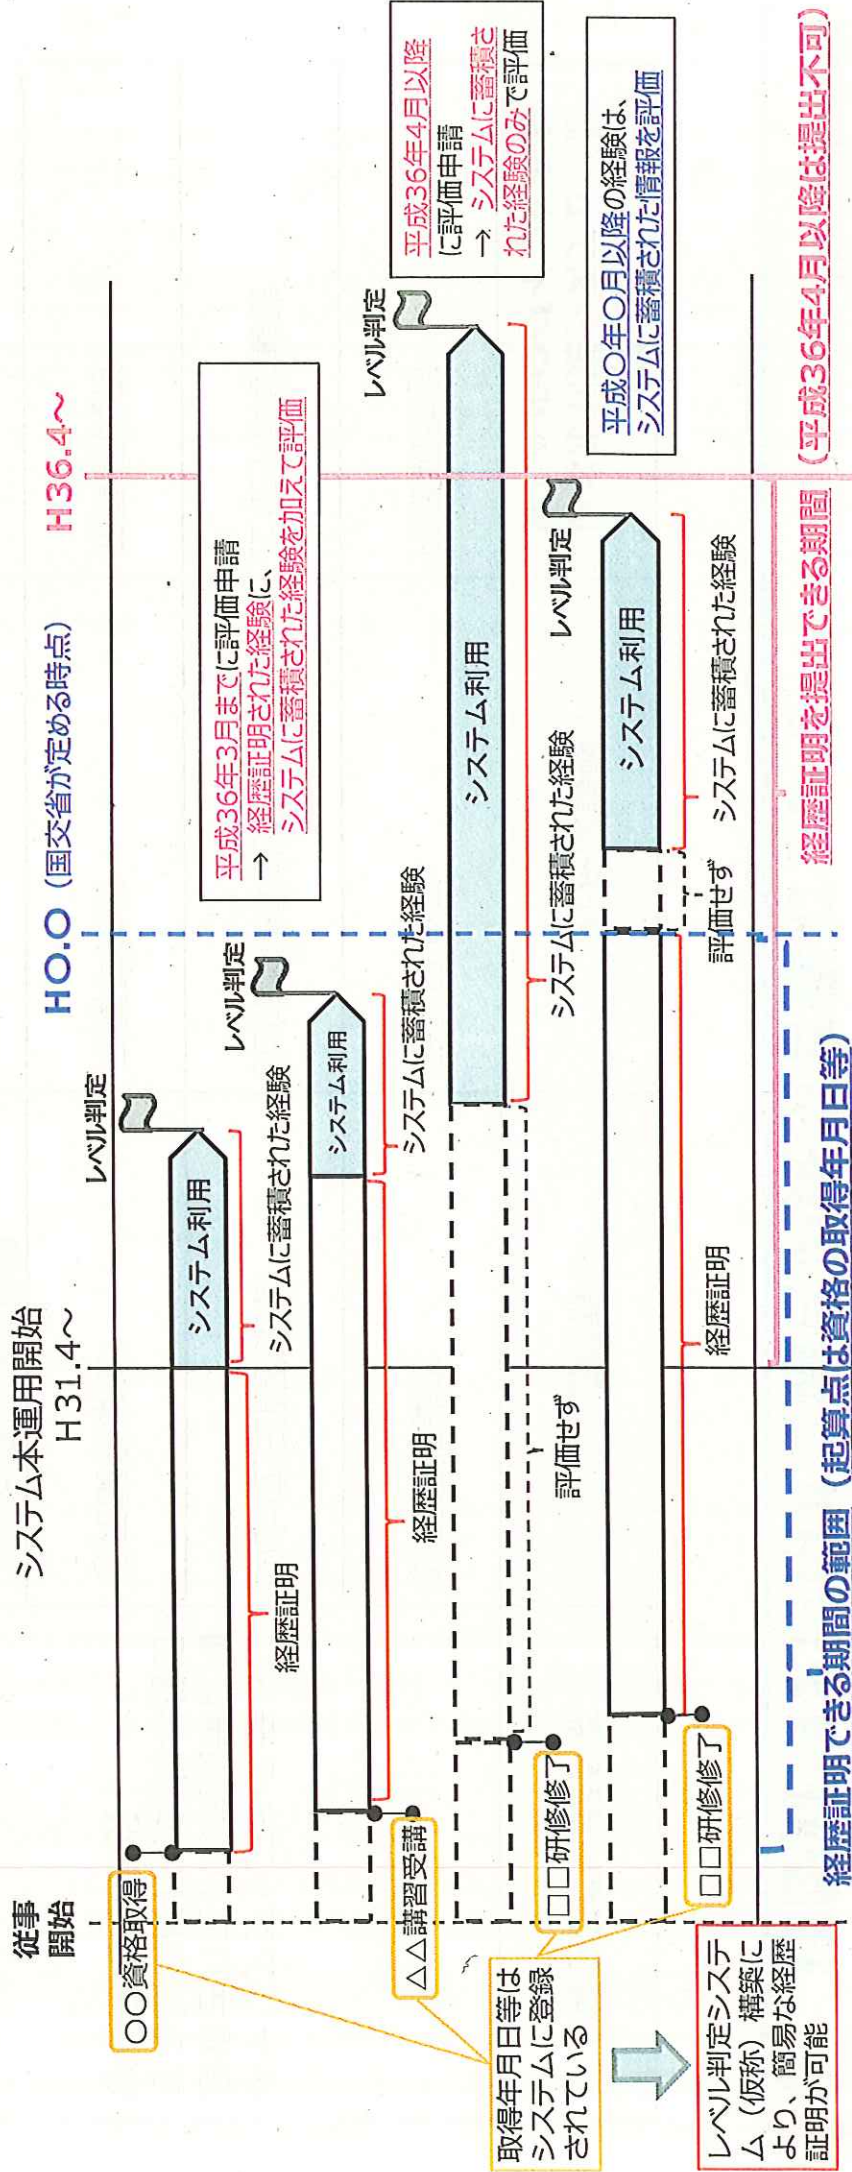 従事
開始
システム本運用開始
H31.4~
H〇.〇（国交省が定める時点）
H36.4~
〇〇資格取得
システム利用
レベル判定
経歴証明
システムに蓄積された経験
平成36年3月までに評価申請
→ 経歴証明された経験に、
システムに蓄積された経験を加えて評価
△△講習受講
システム利用
レベル判定
経歴証明
システムに蓄積された経験
□□研修修了
システム利用
レベル判定
評価せず
システムに蓄積された経験
平成36年4月以降
に評価申請
→ システムに蓄積さ
れた経験のみで評価
□□研修修了
システム利用
レベル判定
経歴証明
評価せず
システムに蓄積された経験
平成〇年〇月以降の経験は、
システムに蓄積された情報を評価
取得年月日等は
システムに登録
されている
レベル判定システ
ム（仮称）構築に
より、簡易な経歴
証明が可能
経歴証明を提出できる期間（平成36年4月以降は提出不可）
経歴証明できる期間の範囲（起算点は資格の取得年月日等）